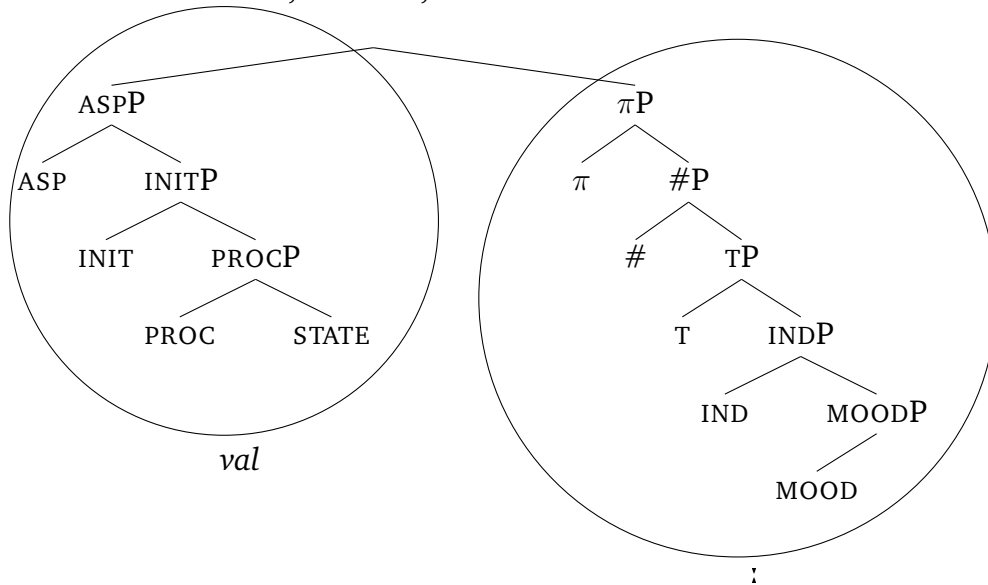 ASPP πP
ASP INITP π #P
INIT PROCP # TP
PROC STATE T INDP
IND MOODP
val
MOOD